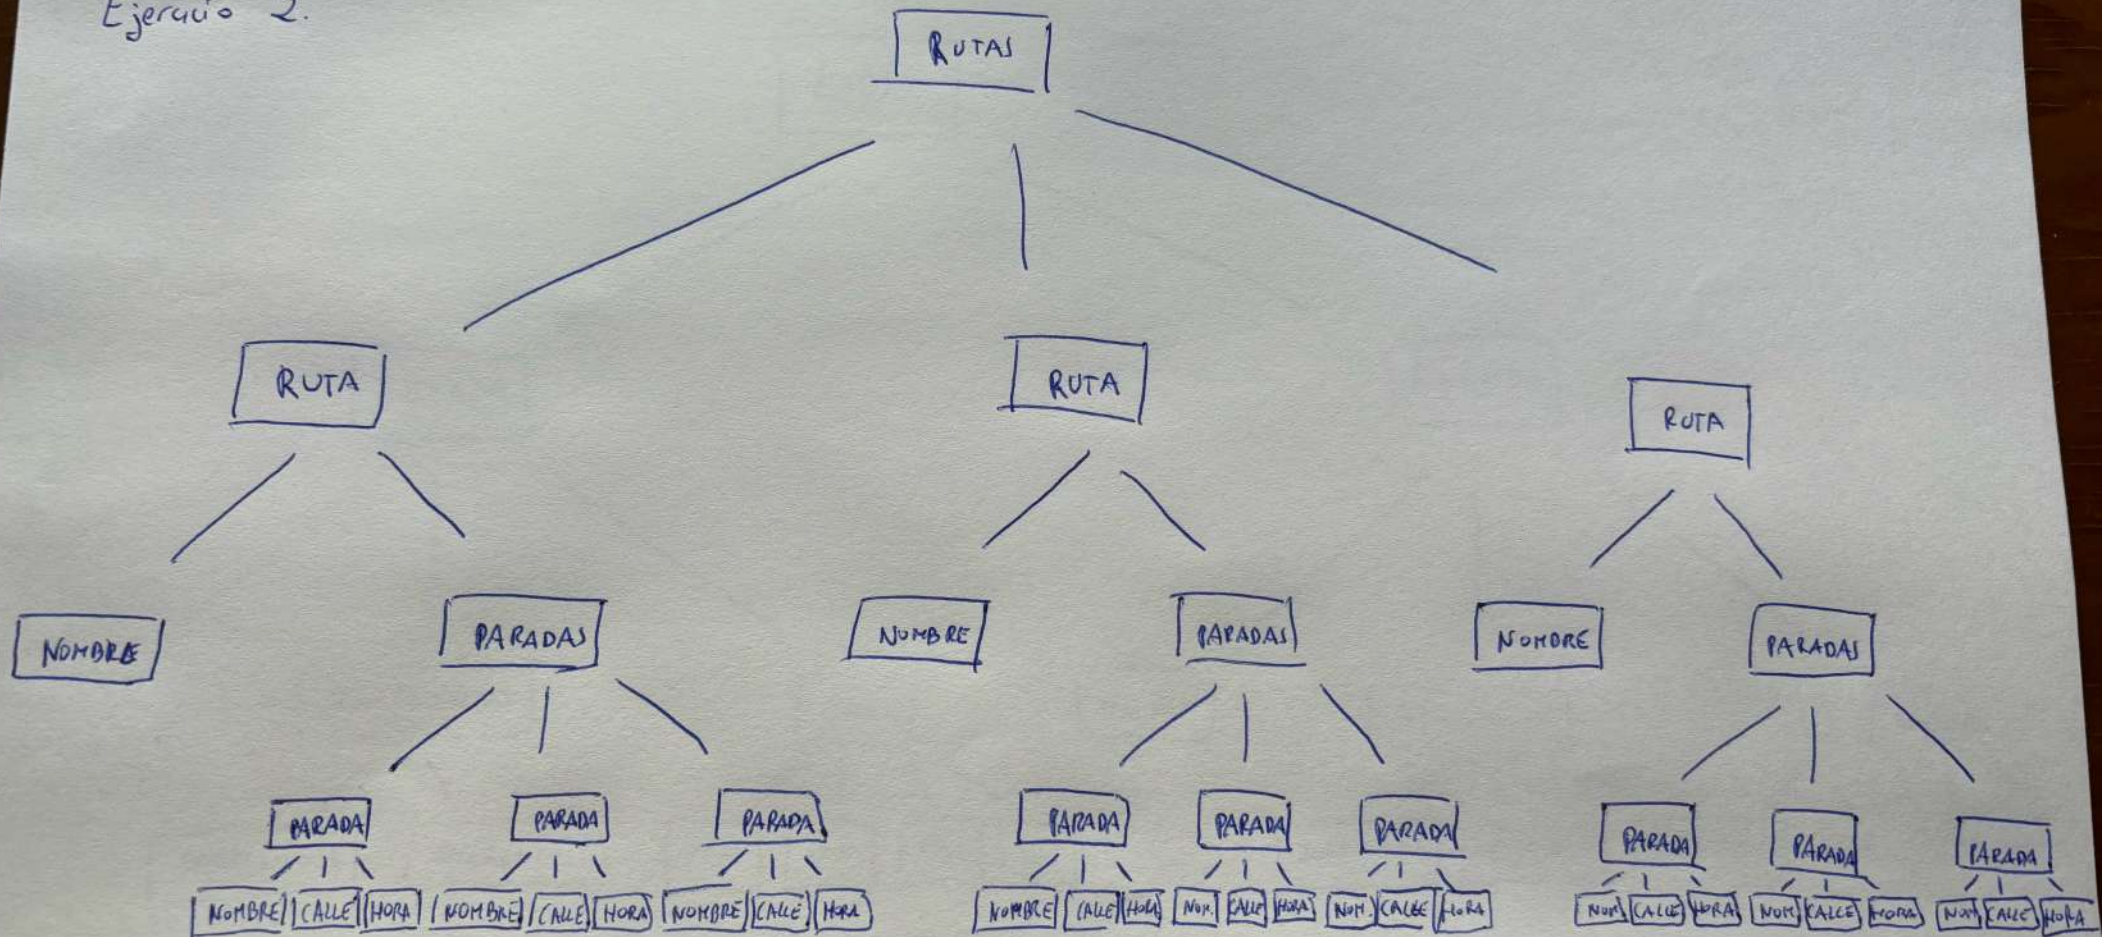 Ejercicio 2.
RUTAS
RUTA RUTA RUTA
NOMBRE PARADAS NOMBRE PARADAS NOMBRE PARADAS
PARADA PARADA PARADA PARADA PARADA PARADA PARADA PARADA PARADA
NOMBRE CALLE HORA NOMBRE CALLE HORA NOMBRE CALLE HORA NOMBRE CALLE HORA NOM. CALLE HORA NOM. CALLE HORA NOM. CALLE HORA NOM. CALLE HORA NOM. CALLE HORA